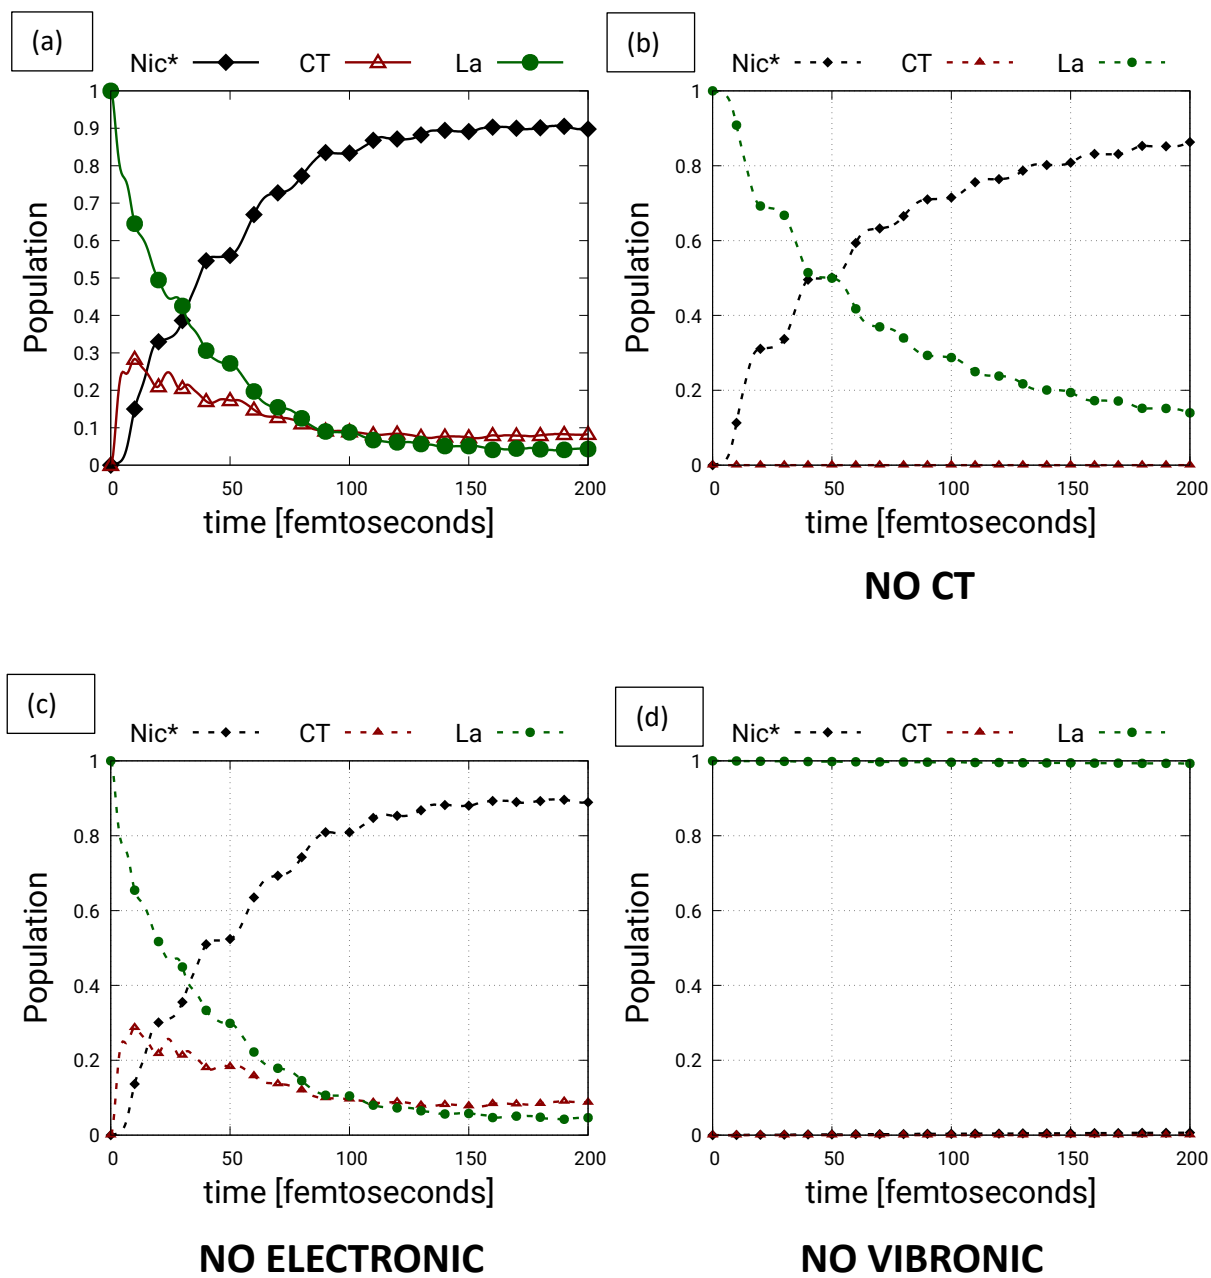 (a)
Nic* CT La
1
0.9
0.8
0.7
0.6
0.5
0.4
0.3
0.2
0.1
0
Population
0 50 100 150 200
time [femtoseconds]
(b)
Nic* CT La
1
0.8
0.6
0.4
0.2
0
Population
0 50 100 150 200
time [femtoseconds]
NO CT
(c)
Nic* CT La
1
0.8
0.6
0.4
0.2
0
Population
0 50 100 150 200
time [femtoseconds]
NO ELECTRONIC
(d)
Nic* CT La
1
0.8
0.6
0.4
0.2
0
Population
0 50 100 150 200
time [femtoseconds]
NO VIBRONIC